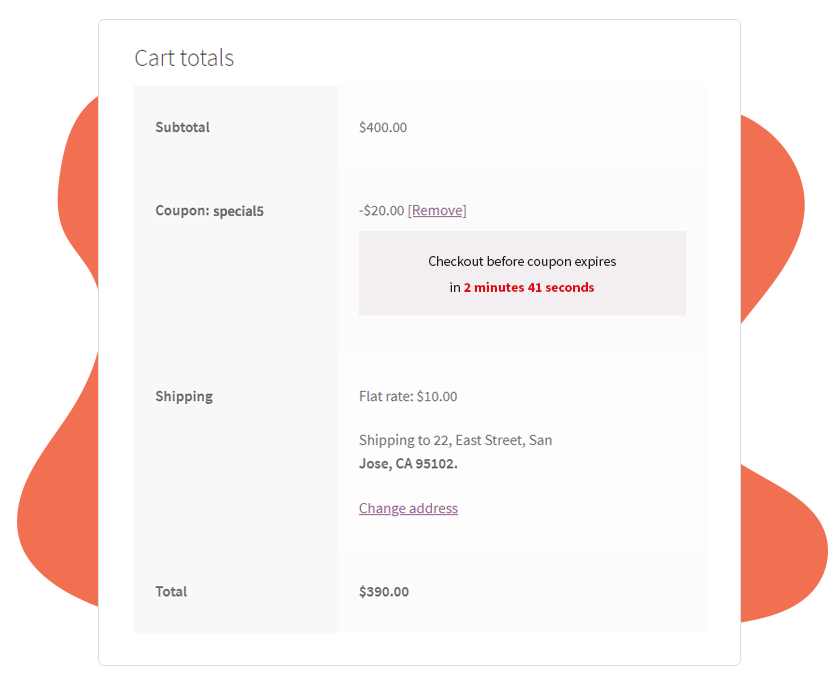 Cart totals
Subtotal $400.00
Coupon: special5 -$20.00 [Remove]
Checkout before coupon expires
in 2 minutes 41 seconds
Shipping Flat rate: $10.00
Shipping to 22, East Street, San
Jose, CA 95102.
Change address
Total $390.00